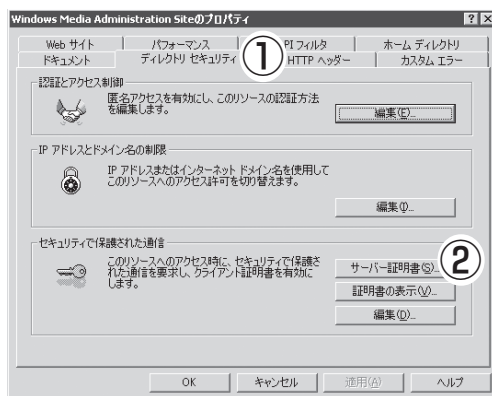 Windows Media Administration Siteのプロパティ
Web サイト パフォーマンス PI フィルタ ホーム ディレクトリ
ドキュメント ディレクトリ セキュリティ ① HTTP ヘッダー カスタム エラー
認証とアクセス制御
匿名アクセスを有効にし、このリソースの認証方法
を編集します。
編集(E)...
IP アドレスとドメイン名の制限
IP アドレスまたはインターネット ドメイン名を使用して
このリソースへのアクセス許可を切り替えます。
編集(I)...
セキュリティで保護された通信
このリソースへのアクセス時に、セキュリティで保護さ
れた通信を要求し、クライアント証明書を有効に
します。
サーバー証明書(S)... ②
証明書の表示(V)...
編集(D)...
OK キャンセル 適用(A) ヘルプ